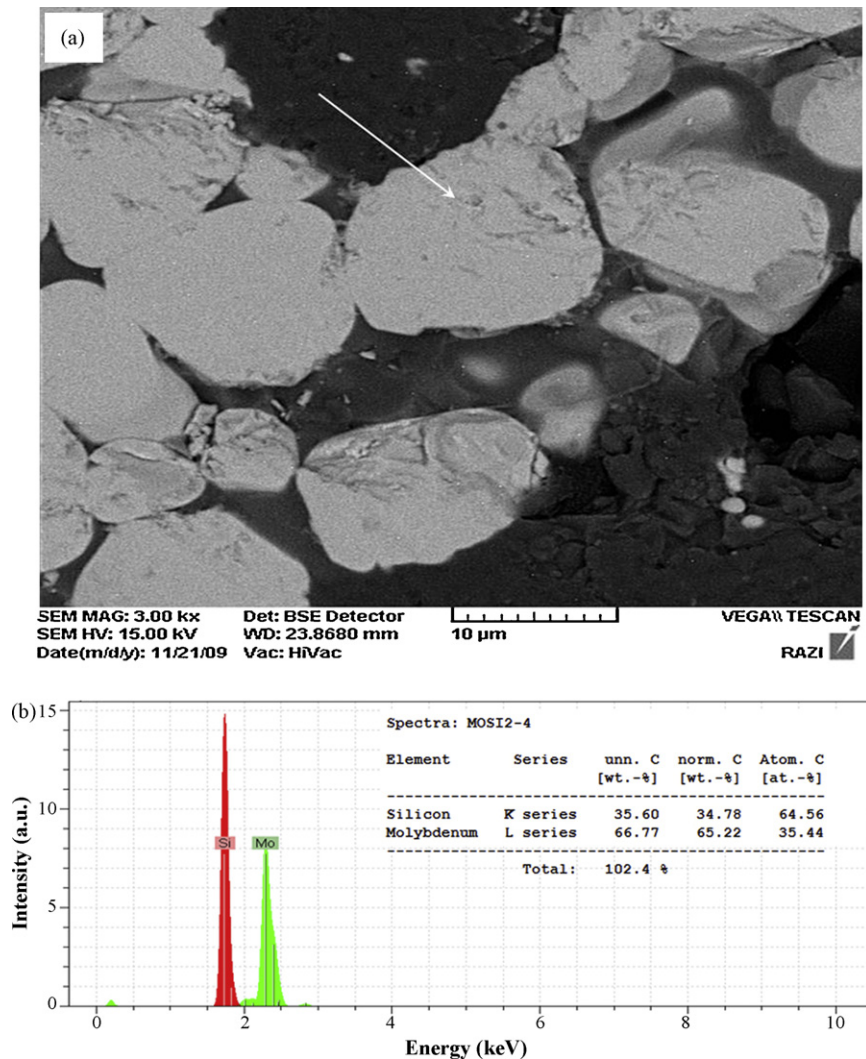 (a)
SEM MAG: 3.00 kx Det: BSE Detector VEGA\\ TESCAN
SEM HV: 15.00 kV WD: 23.8680 mm 10 µm
Date(m/d/y): 11/21/09 Vac: HiVac RAZI
(b)
15
10
5
0
Intensity (a.u.)
Si Mo
Spectra: MOSI2-4
Element Series unn. C norm. C Atom. C
[wt.-%] [wt.-%] [at.-%]
Silicon K series 35.60 34.78 64.56
Molybdenum L series 66.77 65.22 35.44
Total: 102.4 %
0 2 4 6 8 10
Energy (keV)